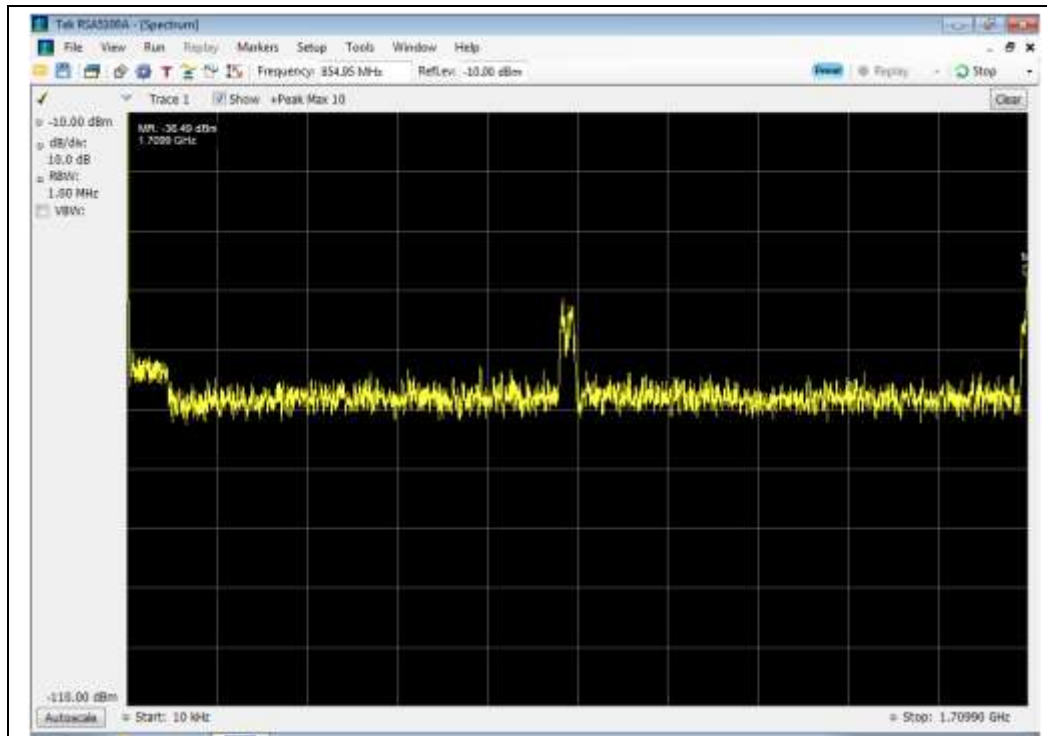 Tek RSA5100A - [Spectrum]
File View Run Replay Markers Setup Tools Window Help
Frequency: 854.95 MHz RefLev: -10.00 dBm Preset Replay Stop
Trace 1 Show +Peak Max 10 Clear
-10.00 dBm
dB/div:
10.0 dB
RBW:
1.00 MHz
VBW:
MR: -36.49 dBm
1.7099 GHz
-110.00 dBm
Autoscale Start: 10 kHz Stop: 1.70990 GHz